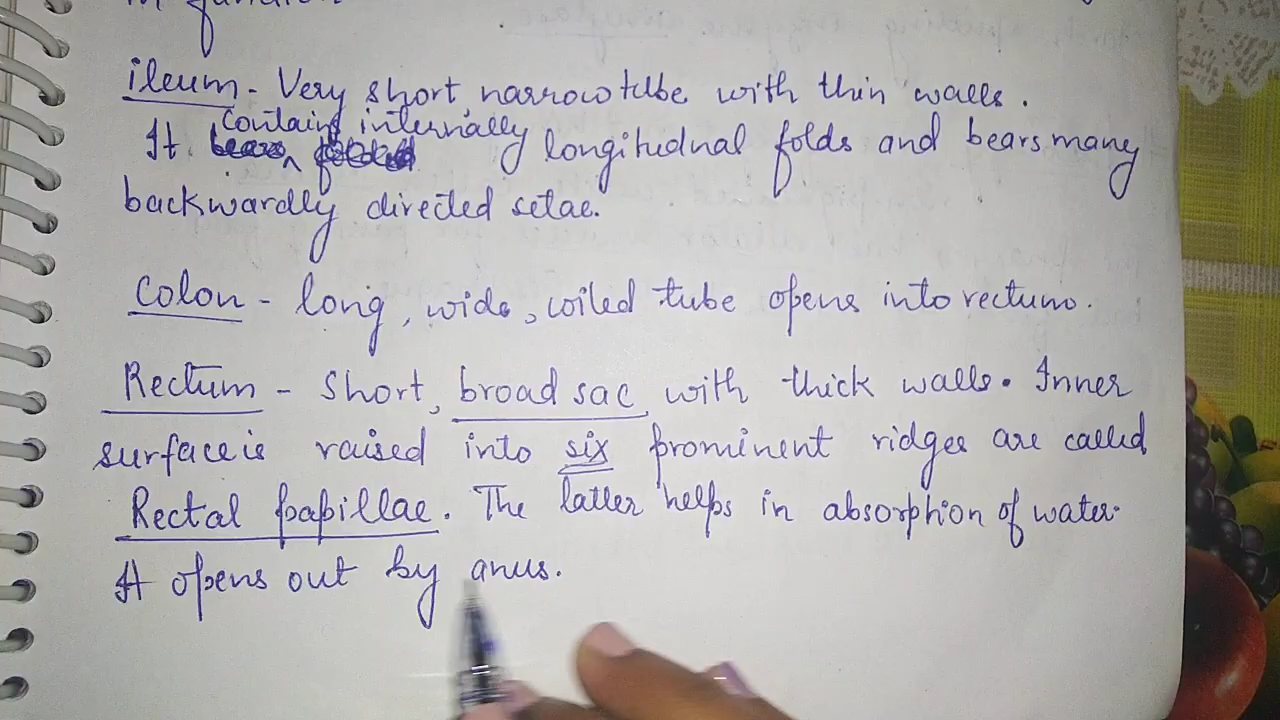 ileum - Very short, narrow tube with thin walls.
It contains internally longitudnal folds and bears many
backwardly directed setae.
Colon - long, wide, coiled tube opens into rectum.
Rectum - Short, broad sac with thick walls. Inner
surface is raised into six prominent ridges are called
Rectal papillae. The latter helps in absorption of water.
It opens out by anus.